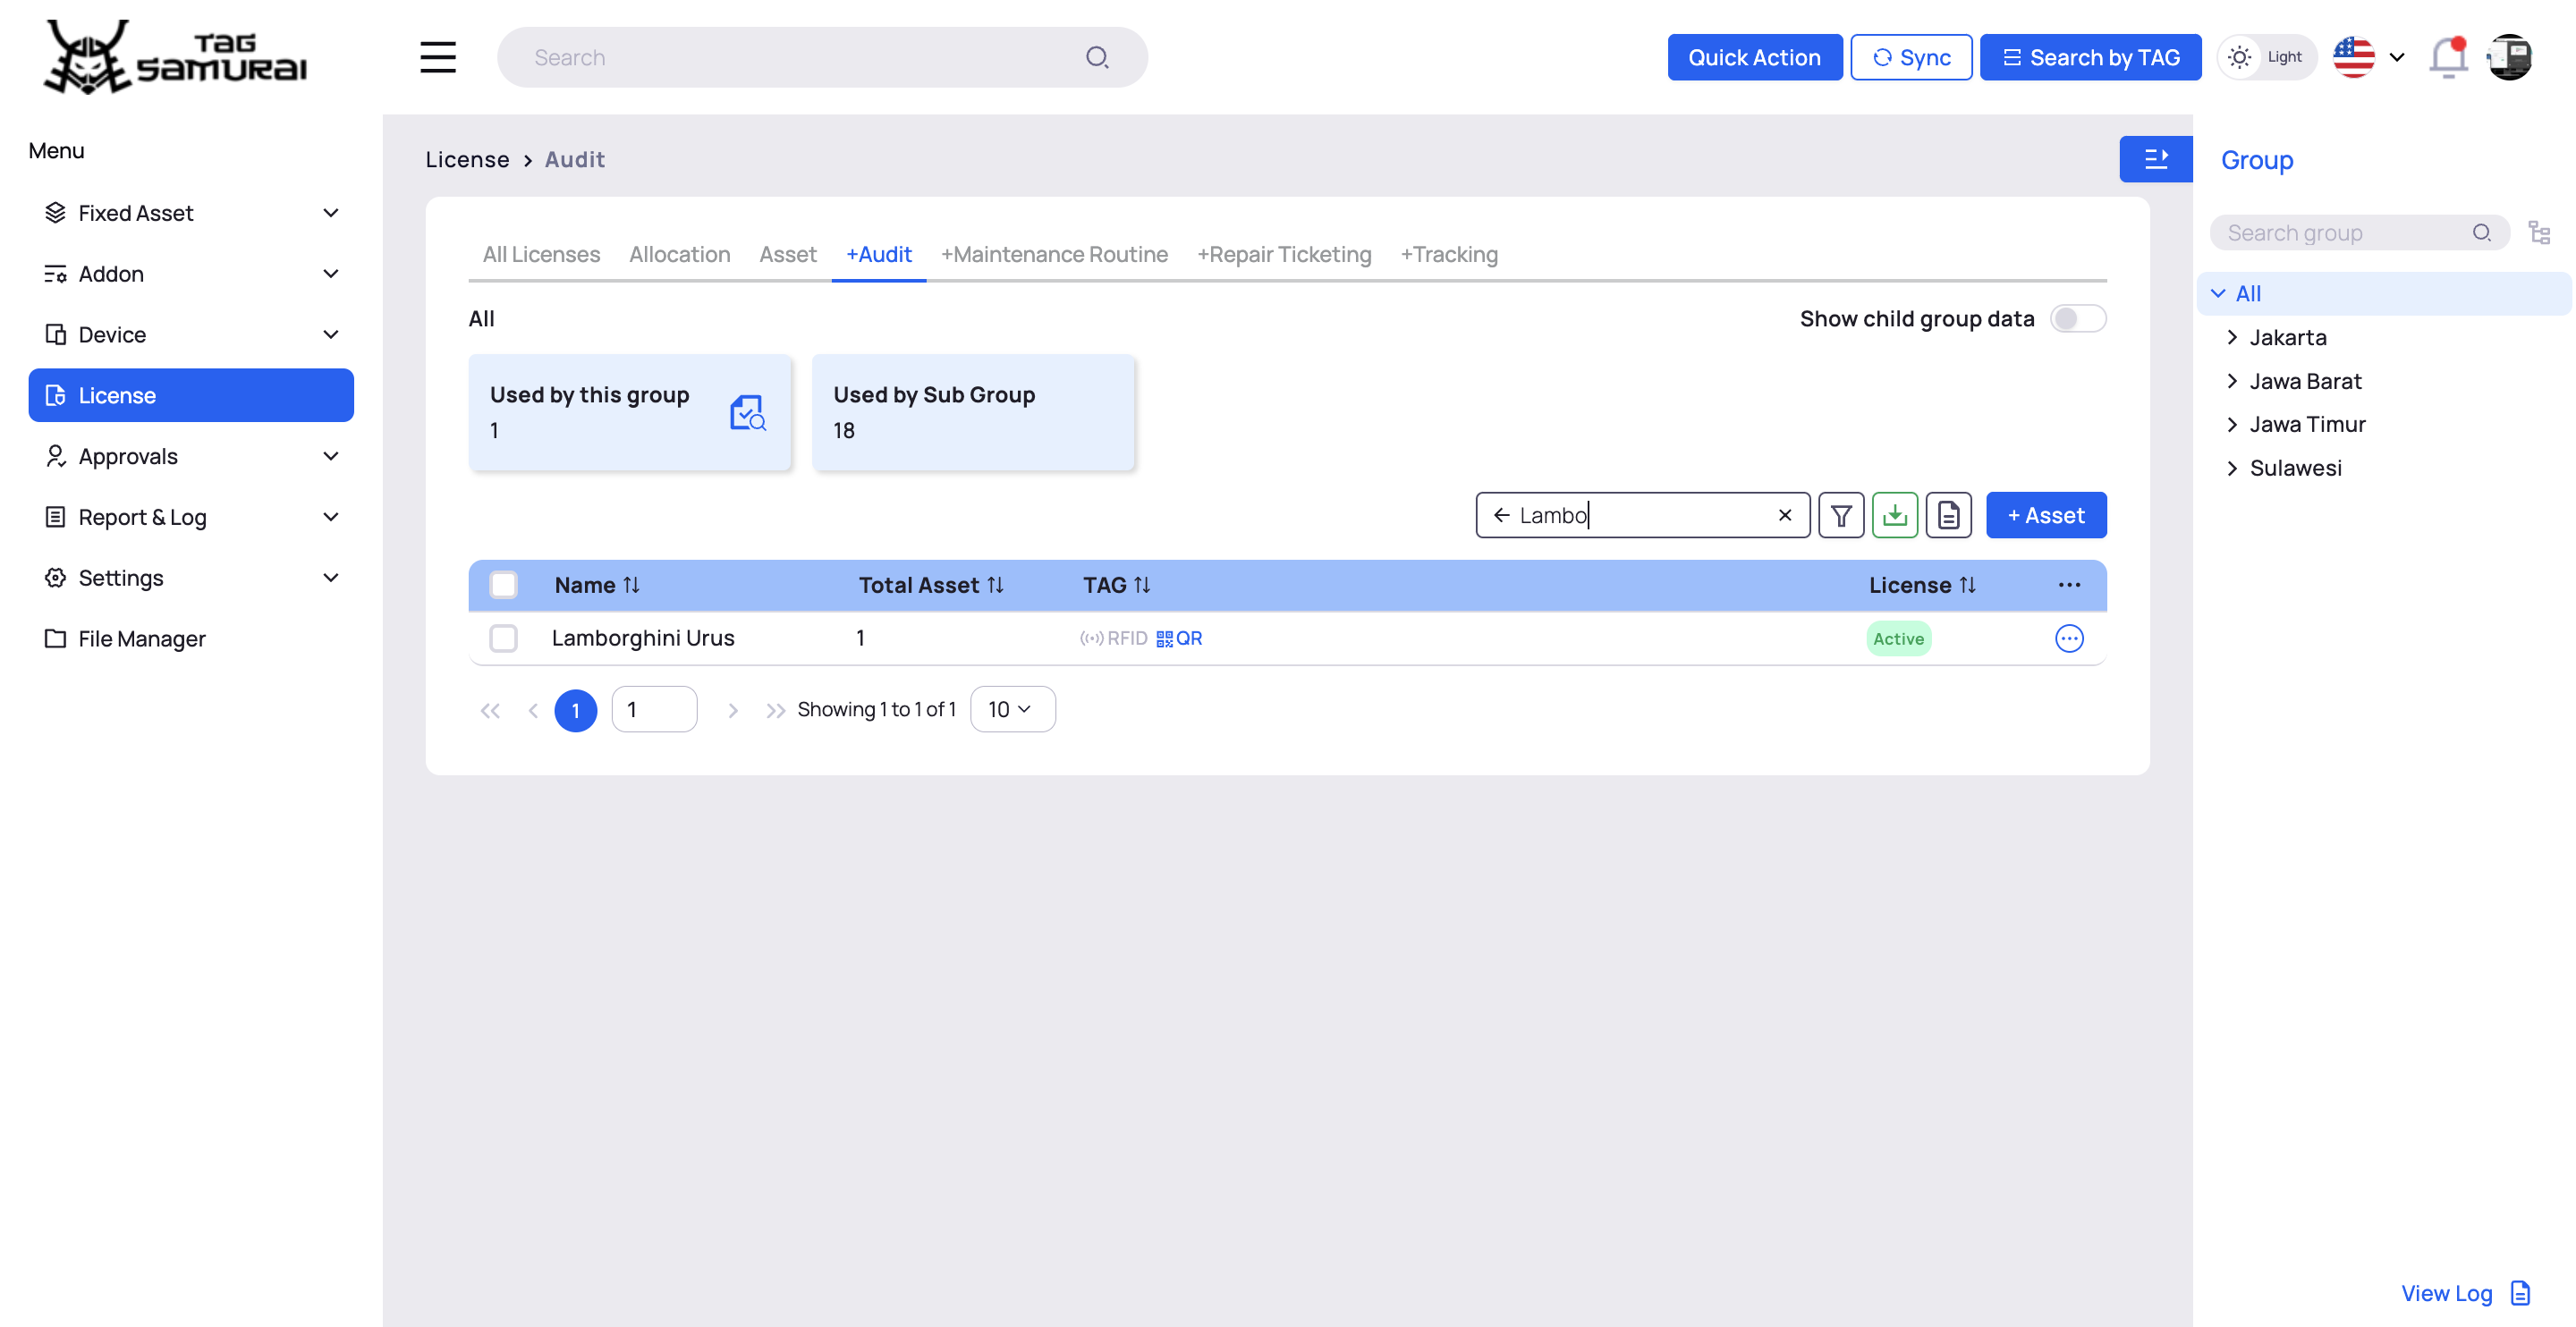 TAG SAMURAI
Search
Quick Action
Sync
Search by TAG
Light
Menu
Fixed Asset
Addon
Device
License
Approvals
Report & Log
Settings
File Manager
License > Audit
All Licenses Allocation Asset +Audit +Maintenance Routine +Repair Ticketing +Tracking
All
Show child group data
Used by this group
1
Used by Sub Group
18
Lambo
+ Asset
Name Total Asset TAG License
Lamborghini Urus 1 RFID QR Active
1 1 Showing 1 to 1 of 1 10
Group
Search group
All
Jakarta
Jawa Barat
Jawa Timur
Sulawesi
View Log